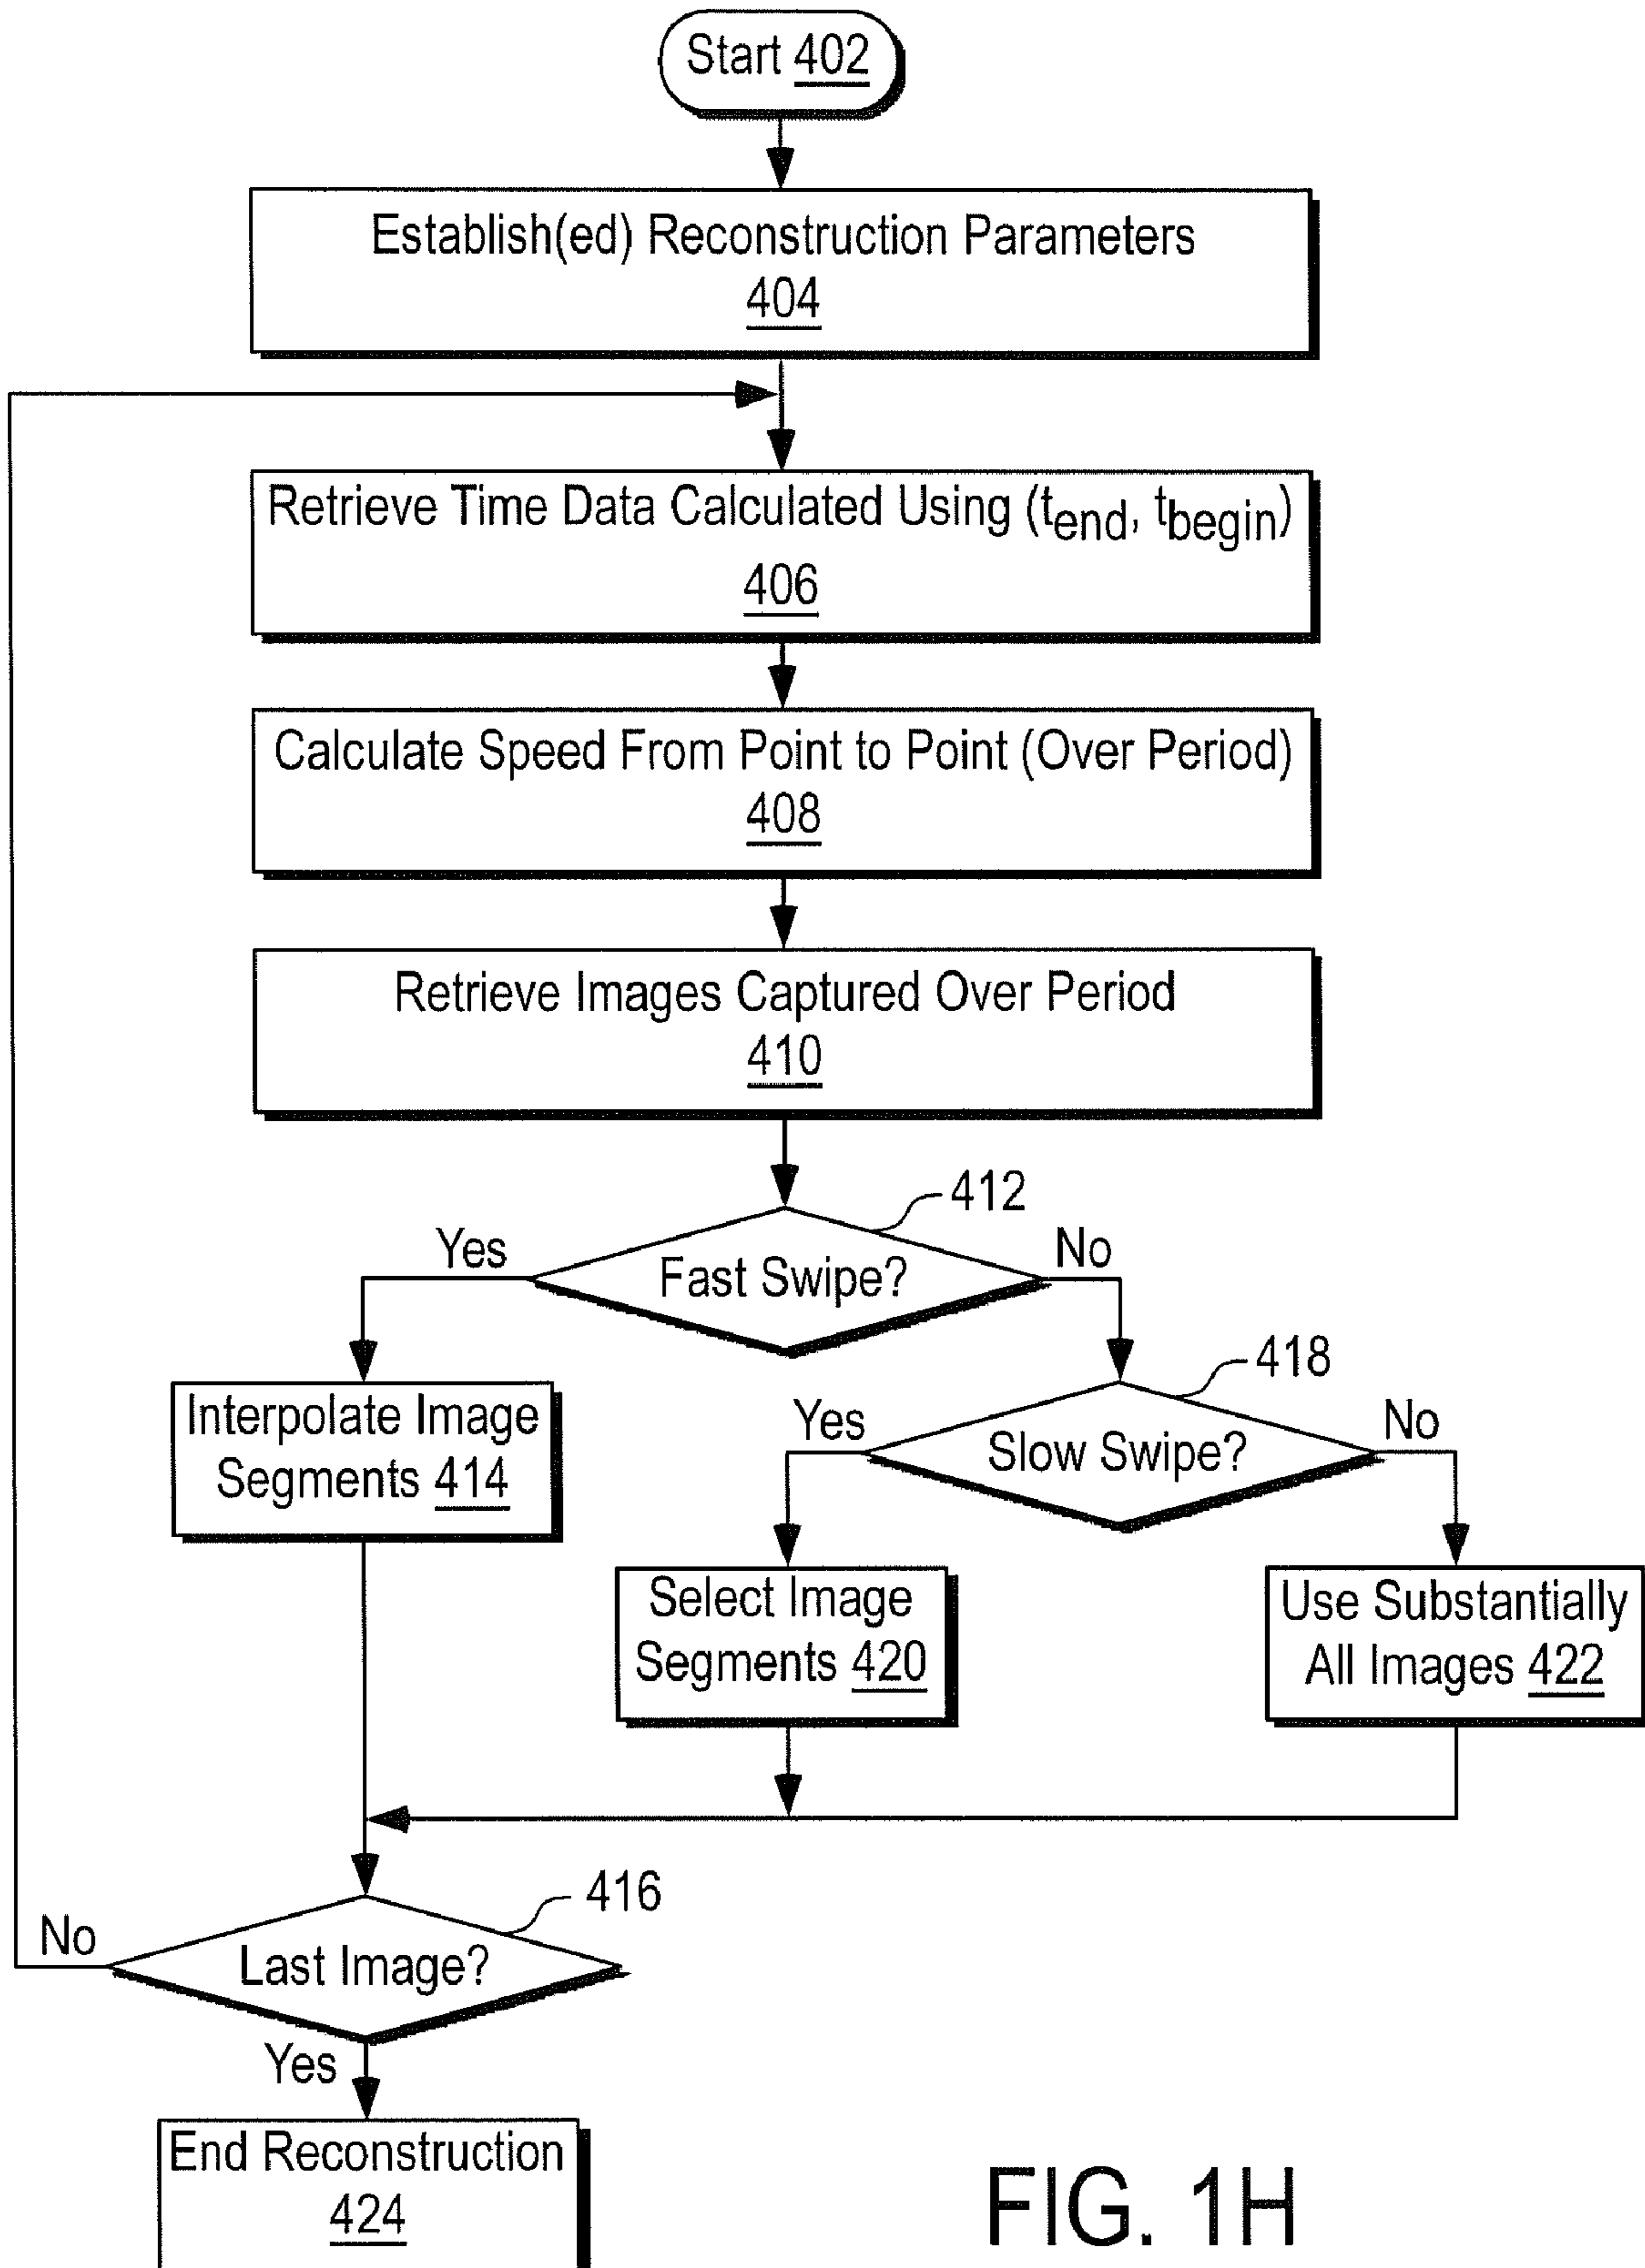 Start 402
Establish(ed) Reconstruction Parameters
404
Retrieve Time Data Calculated Using (tend, tbegin)
406
Calculate Speed From Point to Point (Over Period)
408
Retrieve Images Captured Over Period
410
412
Yes
No
Fast Swipe?
418
Interpolate Image
Segments 414
Yes
No
Slow Swipe?
Select Image
Segments 420
Use Substantially
All Images 422
416
No
Last Image?
Yes
End Reconstruction
424
FIG. 1H